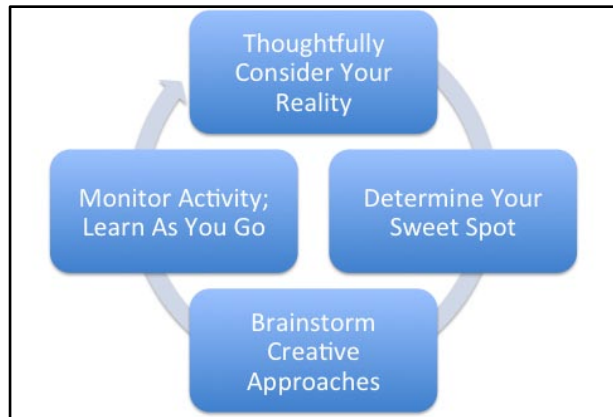 Thoughtfully
Consider Your
Reality
Determine Your
Sweet Spot
Brainstorm
Creative
Approaches
Monitor Activity;
Learn As You Go